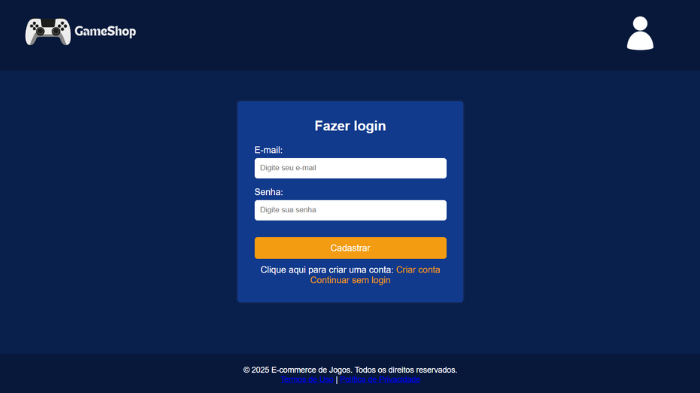 GameShop
Fazer login
E-mail:
Digite seu e-mail
Senha:
Digite sua senha
Cadastrar
Clique aqui para criar uma conta: Criar conta
Continuar sem login
© 2025 E-commerce de Jogos. Todos os direitos reservados.
Termos de Uso | Política de Privacidade